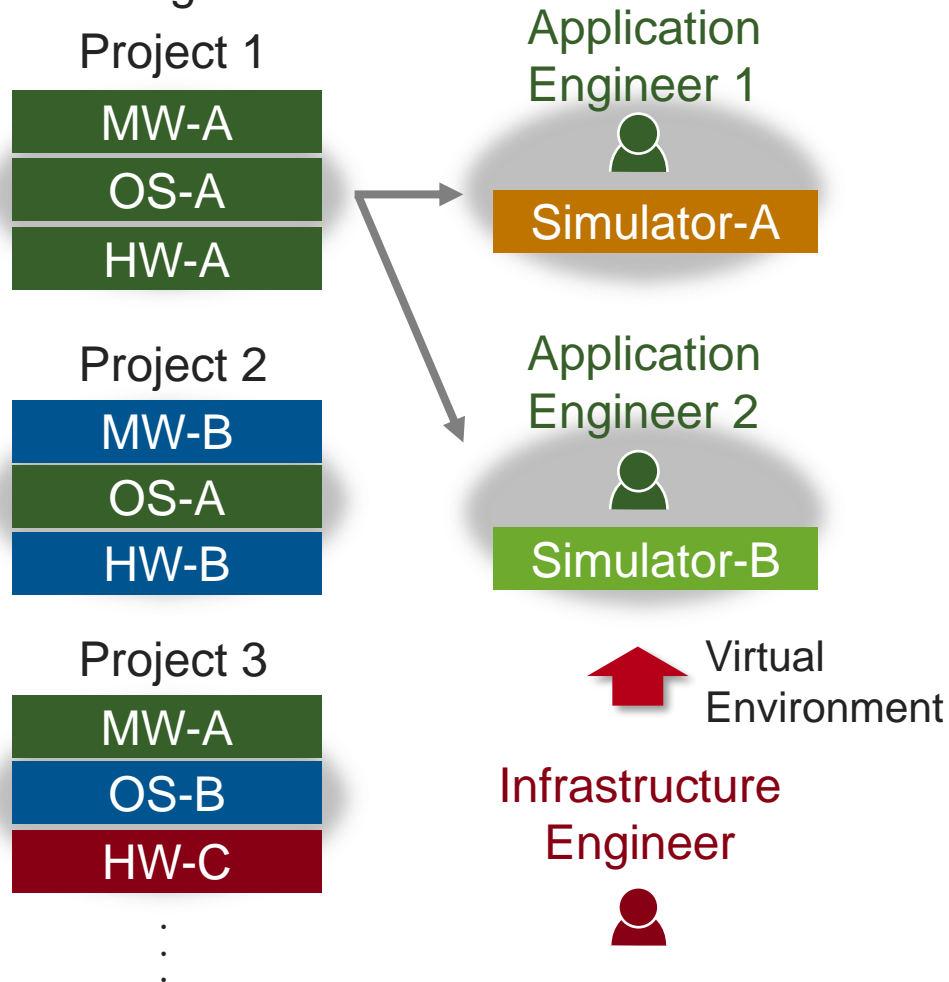 Project 1
MW-A
OS-A
HW-A
Project 2
MW-B
OS-A
HW-B
Project 3
MW-A
OS-B
HW-C
.
.
.
Application
Engineer 1
Simulator-A
Application
Engineer 2
Simulator-B
Virtual
Environment
Infrastructure
Engineer